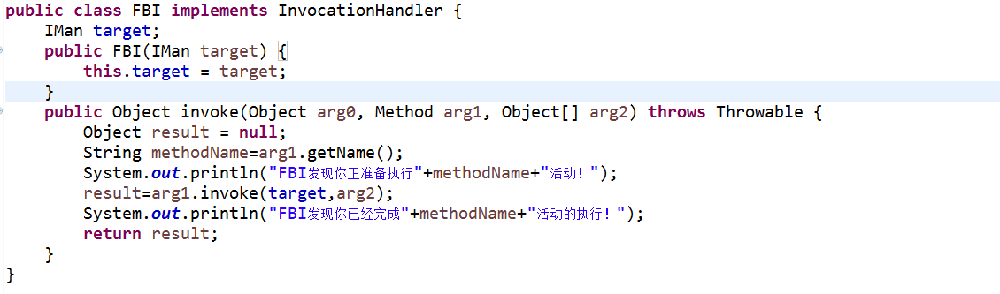 public class FBI implements InvocationHandler {
    IMan target;
    public FBI(IMan target) {
        this.target = target;
    }
    public Object invoke(Object arg0, Method arg1, Object[] arg2) throws Throwable {
        Object result = null;
        String methodName=arg1.getName();
        System.out.println("FBI发现你正准备执行"+methodName+"活动！");
        result=arg1.invoke(target,arg2);
        System.out.println("FBI发现你已经完成"+methodName+"活动的执行！");
        return result;
    }
}